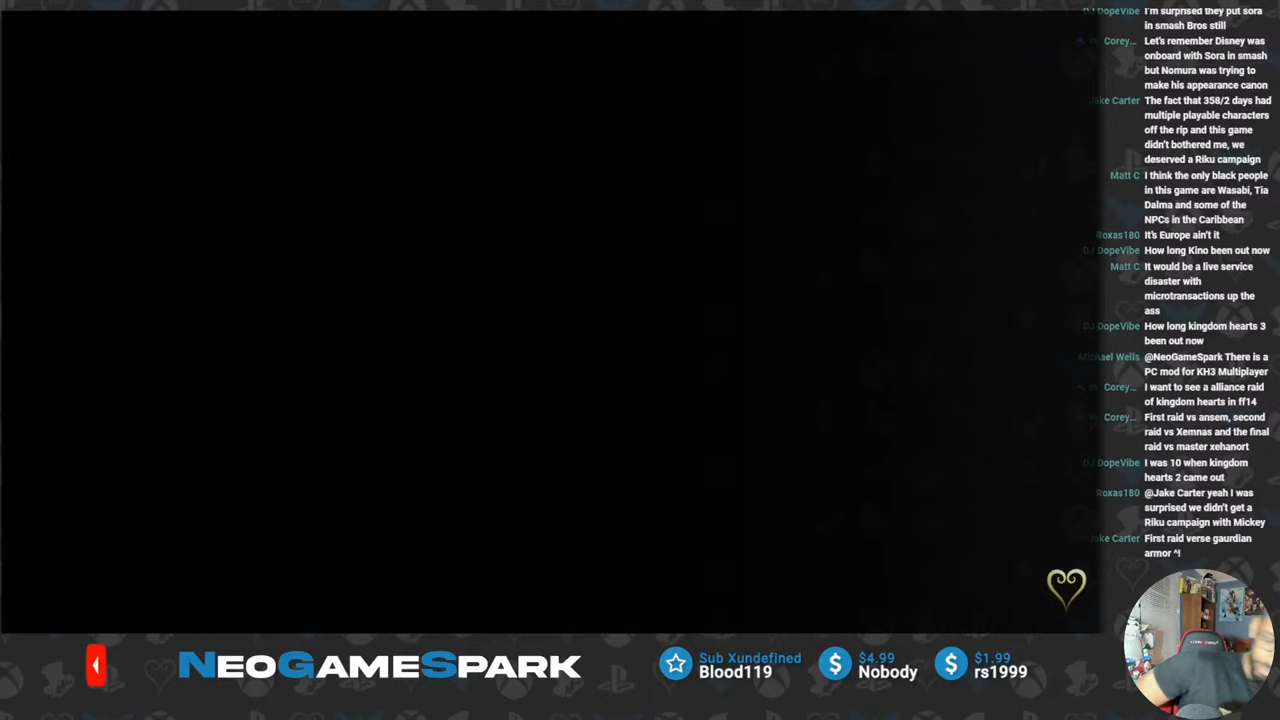 DJ DopeVibe I'm surprised they put sora
in smash Bros still
Corey... Let's remember Disney was
onboard with Sora in smash
but Nomura was trying to
make his appearance canon
Jake Carter The fact that 358/2 days had
multiple playable characters
off the rip and this game
didn't bothered me, we
deserved a Riku campaign
Matt C I think the only black people
in this game are Wasabi, Tia
Dalma and some of the
NPCs in the Caribbean
Roxas180 It's Europe ain't it
DJ DopeVibe How long Kino been out now
Matt C It would be a live service
disaster with
microtransactions up the
ass
DJ DopeVibe How long kingdom hearts 3
been out now
Michael Wells @NeoGameSpark There is a
PC mod for KH3 Multiplayer
Corey... I want to see a alliance raid
of kingdom hearts in ff14
Corey... First raid vs ansem, second
raid vs Xemnas and the final
raid vs master xehanort
DJ DopeVibe I was 10 when kingdom
hearts 2 came out
Roxas180 @Jake Carter yeah I was
surprised we didn't get a
Riku campaign with Mickey
Jake Carter First raid verse gaurdian
armor ^!
NEOGAMESPARK
Sub Xundefined
Blood119
$4.99
Nobody
$1.99
rs1999